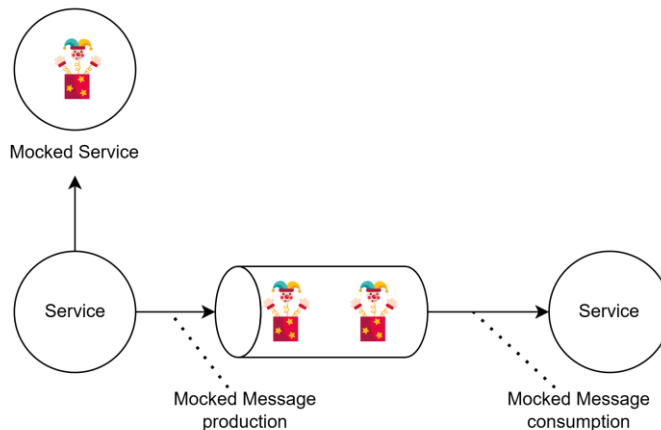 Mocked Service
Service
Service
Mocked Message
production
Mocked Message
consumption